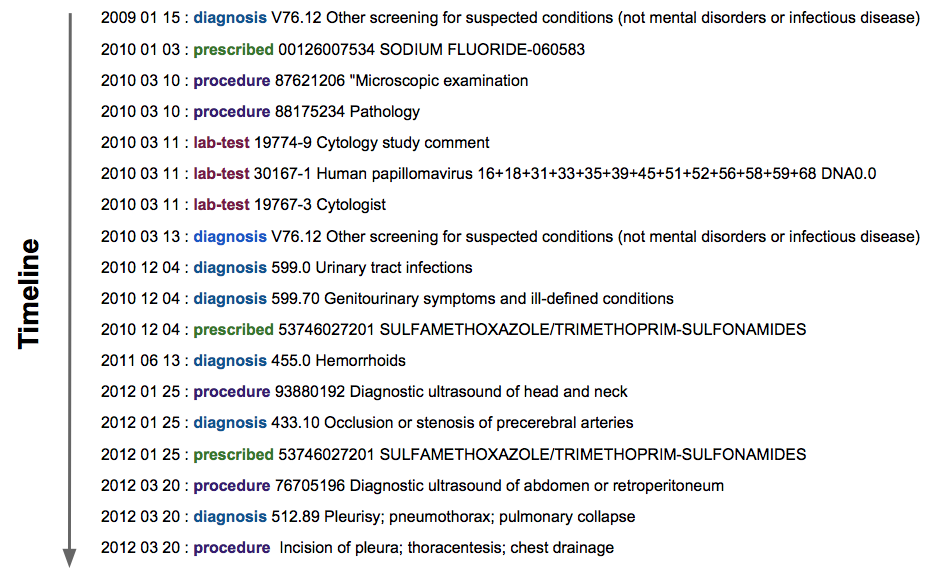 2009 01 15 : diagnosis V76.12 Other screening for suspected conditions (not mental disorders or infectious disease)
2010 01 03 : prescribed 00126007534 SODIUM FLUORIDE-060583
2010 03 10 : procedure 87621206 "Microscopic examination
2010 03 10 : procedure 88175234 Pathology
2010 03 11 : lab-test 19774-9 Cytology study comment
2010 03 11 : lab-test 30167-1 Human papillomavirus 16+18+31+33+35+39+45+51+52+56+58+59+68 DNA0.0
2010 03 11 : lab-test 19767-3 Cytologist
2010 03 13 : diagnosis V76.12 Other screening for suspected conditions (not mental disorders or infectious disease)
2010 12 04 : diagnosis 599.0 Urinary tract infections
2010 12 04 : diagnosis 599.70 Genitourinary symptoms and ill-defined conditions
2010 12 04 : prescribed 53746027201 SULFAMETHOXAZOLE/TRIMETHOPRIM-SULFONAMIDES
2011 06 13 : diagnosis 455.0 Hemorrhoids
2012 01 25 : procedure 93880192 Diagnostic ultrasound of head and neck
2012 01 25 : diagnosis 433.10 Occlusion or stenosis of precerebral arteries
2012 01 25 : prescribed 53746027201 SULFAMETHOXAZOLE/TRIMETHOPRIM-SULFONAMIDES
2012 03 20 : procedure 76705196 Diagnostic ultrasound of abdomen or retroperitoneum
2012 03 20 : diagnosis 512.89 Pleurisy; pneumothorax; pulmonary collapse
2012 03 20 : procedure  Incision of pleura; thoracentesis; chest drainage
Timeline